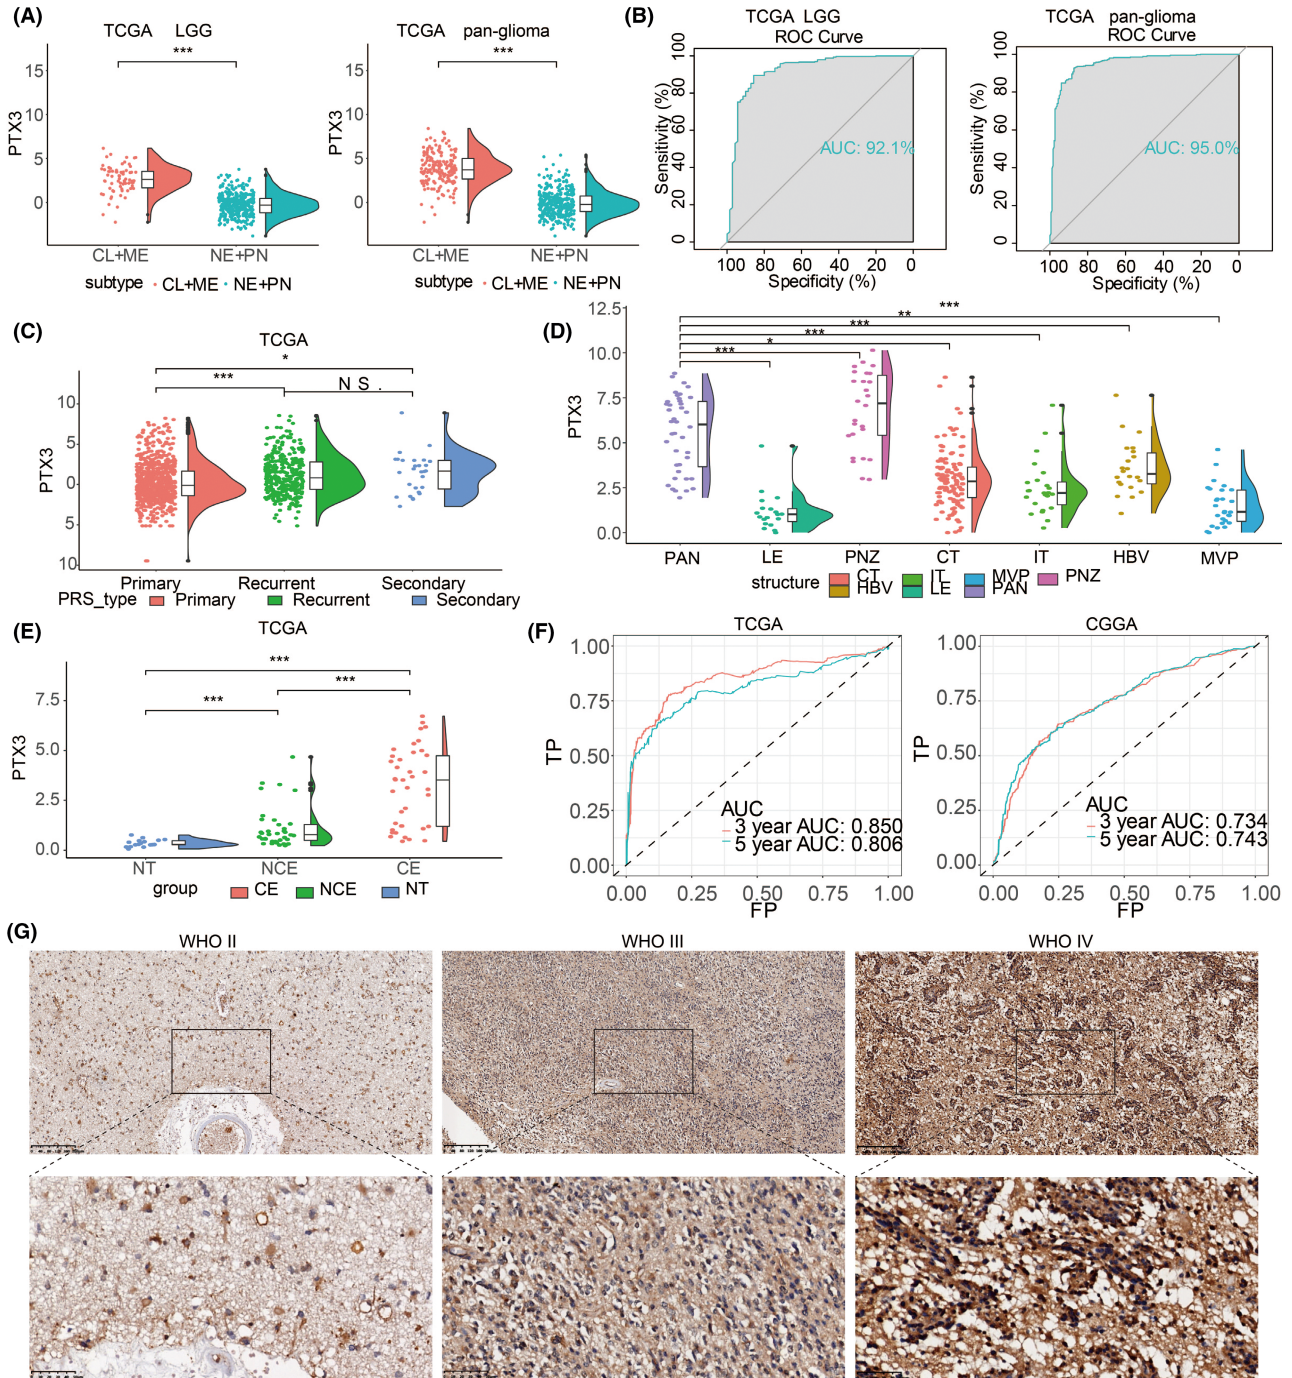 (A)
TCGA LGG
***
PTX3
15
10
5
0
CL+ME NE+PN
subtype CL+ME NE+PN
TCGA pan-glioma
***
PTX3
15
10
5
0
CL+ME NE+PN
subtype CL+ME NE+PN
(B)
TCGA LGG
ROC Curve
Sensitivity (%)
100
80
60
40
20
0
AUC: 92.1%
100 80 60 40 20 0
Specificity (%)
TCGA pan-glioma
ROC Curve
Sensitivity (%)
100
80
60
40
20
0
AUC: 95.0%
100 80 60 40 20 0
Specificity (%)
(C)
TCGA
*
***
NS.
PTX3
10
5
0
5
10
Primary Recurrent Secondary
PRS_type Primary Recurrent Secondary
(D)
***
**
***
***
*
***
PTX3
12.5
10.0
7.5
5.0
2.5
0.0
PAN LE PNZ CT IT HBV MVP
structure CT IT MVP PNZ
HBV LE PAN
(E)
TCGA
***
***
***
PTX3
7.5
5.0
2.5
0.0
NT NCE CE
group CE NCE NT
(F)
TCGA
TP
1.00
0.75
0.50
0.25
0.00
AUC
3 year AUC: 0.850
5 year AUC: 0.806
0.00 0.25 0.50 0.75 1.00
FP
CGGA
TP
1.00
0.75
0.50
0.25
0.00
AUC
3 year AUC: 0.734
5 year AUC: 0.743
0.00 0.25 0.50 0.75 1.00
FP
(G)
WHO II
WHO III
WHO IV